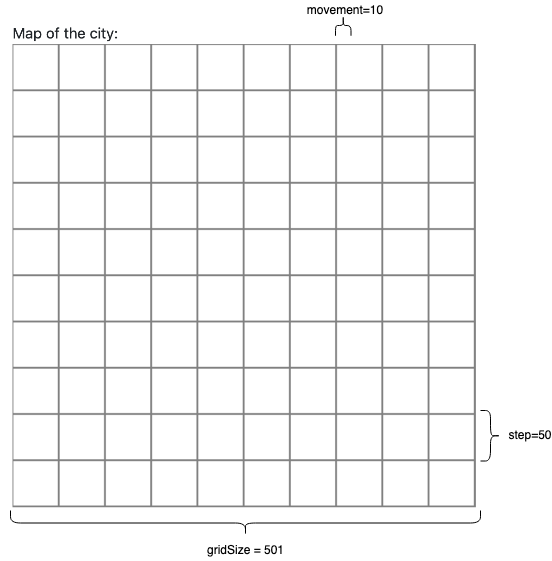 movement=10
Map of the city:
step=50
gridSize = 501